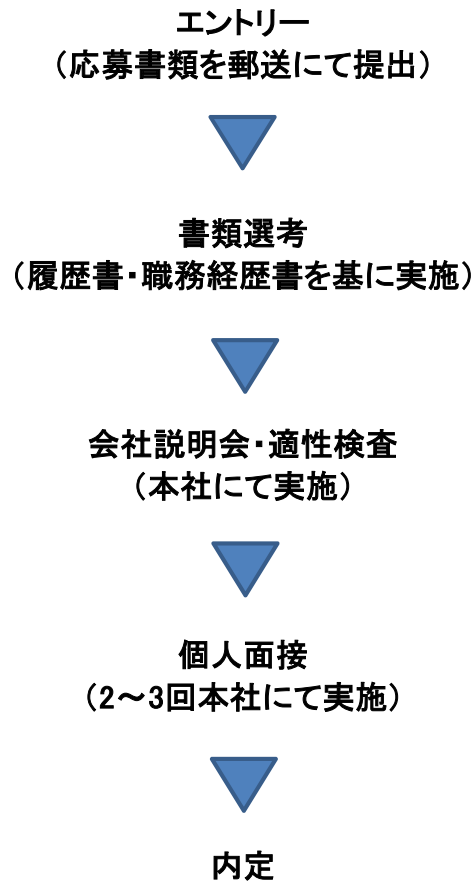 エントリー
（応募書類を郵送にて提出）
書類選考
（履歴書・職務経歴書を基に実施）
会社説明会・適性検査
（本社にて実施）
個人面接
（2～3回本社にて実施）
内定